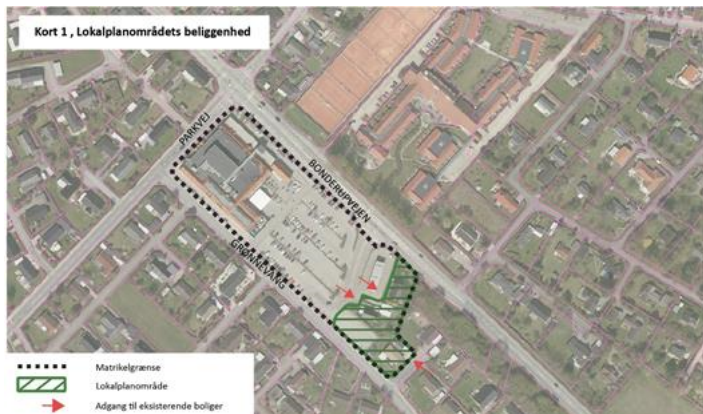 Kort 1 , Lokalplanområdets beliggenhed
PARKVEJ
BONDERUPVEJEN
GRØNNEVANG
Matrikelgrænse
Lokalplanområde
Adgang til eksisterende boliger